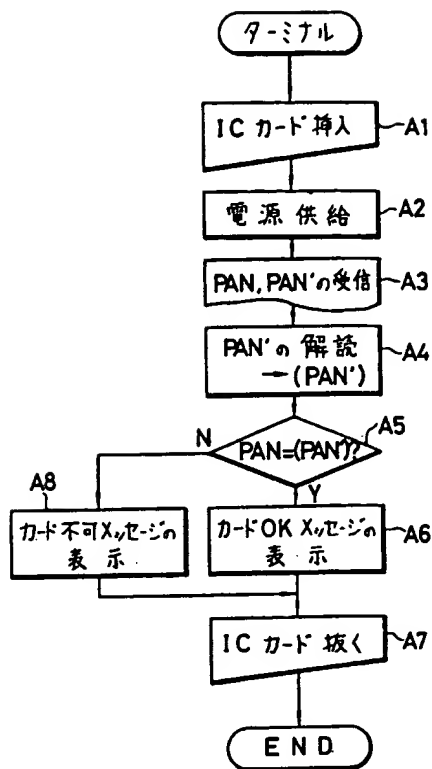 ターミナル
ICカード挿入
A1
電源供給
A2
PAN, PAN'の受信
A3
PAN'の解読
→(PAN')
A4
PAN=(PAN')?
A5
N
Y
A8
カード不可メッセージの
表示
カードOKメッセージの
表示
A6
ICカード抜く
A7
END